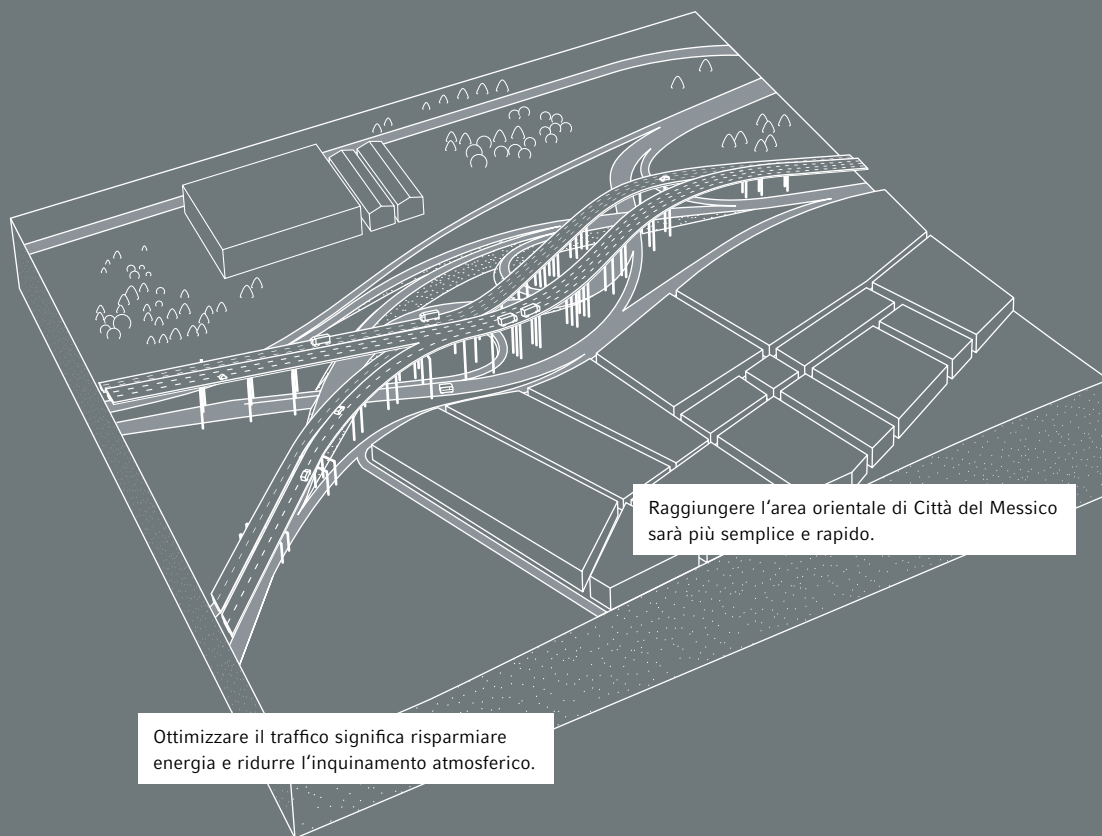 Raggiungere l’area orientale di Città del Messico
sarà più semplice e rapido.
Ottimizzare il traffico significa risparmiare
energia e ridurre l’inquinamento atmosferico.